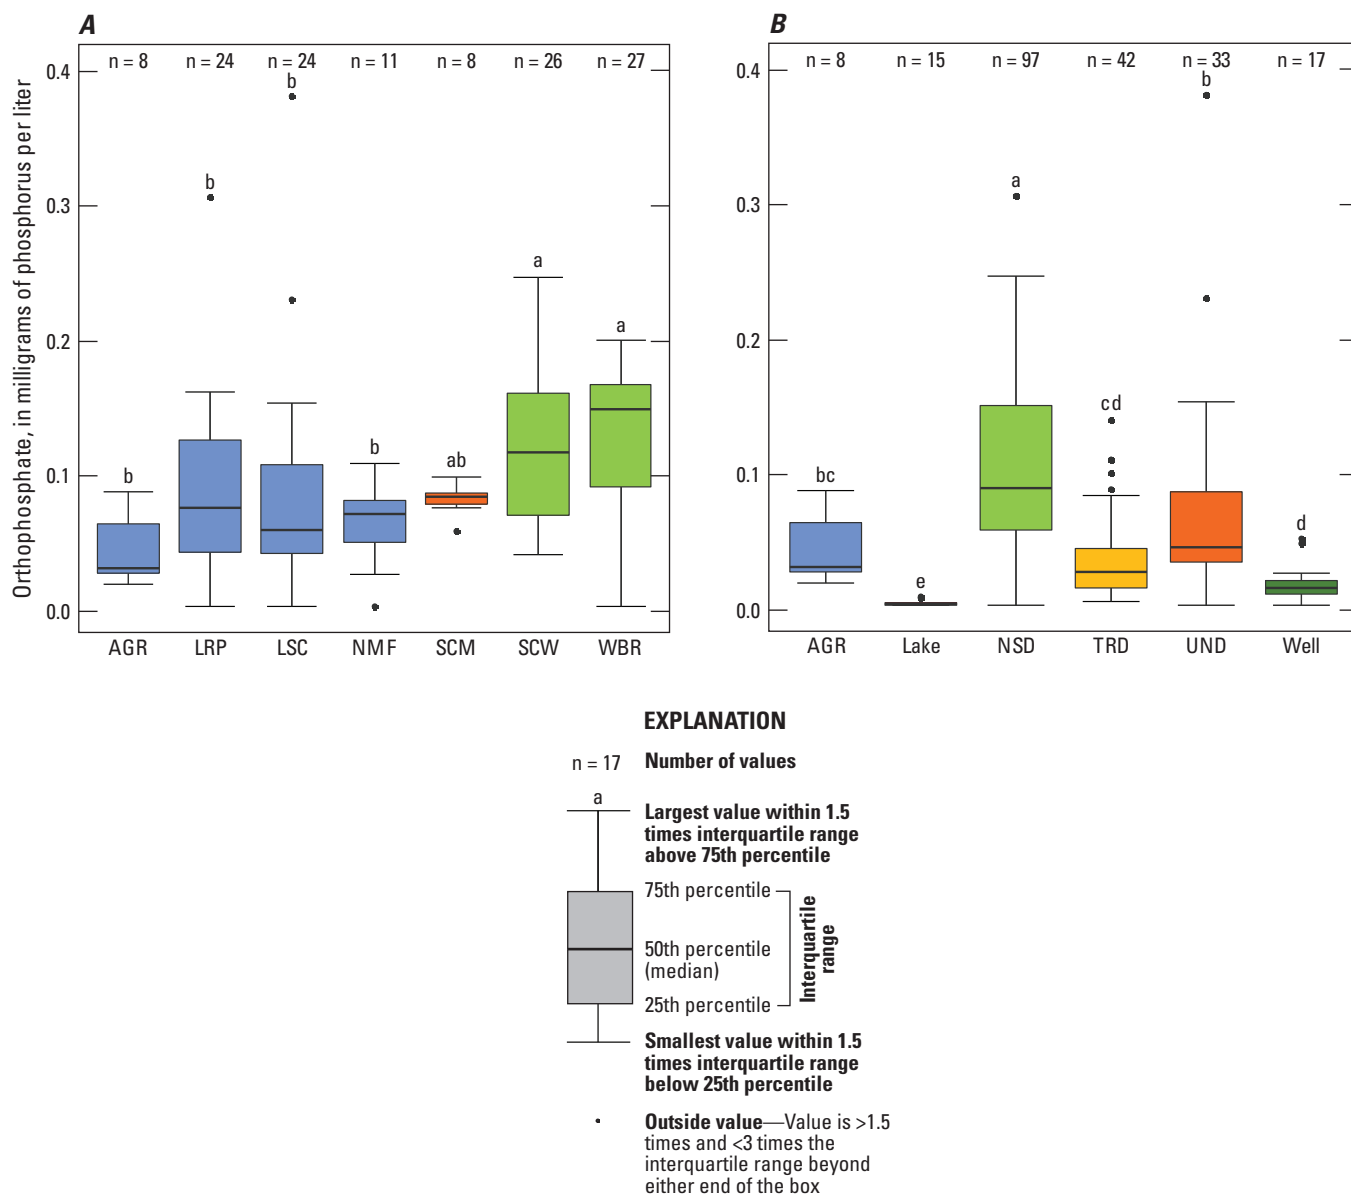 A
B
n = 8 n = 24 n = 24 n = 11 n = 8 n = 26 n = 27
n = 8 n = 15 n = 97 n = 42 n = 33 n = 17
Orthophosphate, in milligrams of phosphorus per liter
0.4
0.3
0.2
0.1
0.0
b b b b ab a a
AGR LRP LSC NMF SCM SCW WBR
0.4
0.3
0.2
0.1
0.0
bc e a cd b d
AGR Lake NSD TRD UND Well
EXPLANATION
n = 17 Number of values
a
Largest value within 1.5
times interquartile range
above 75th percentile
75th percentile
50th percentile
(median)
25th percentile
Interquartile
range
Smallest value within 1.5
times interquartile range
below 25th percentile
Outside value—Value is >1.5
times and <3 times the
interquartile range beyond
either end of the box